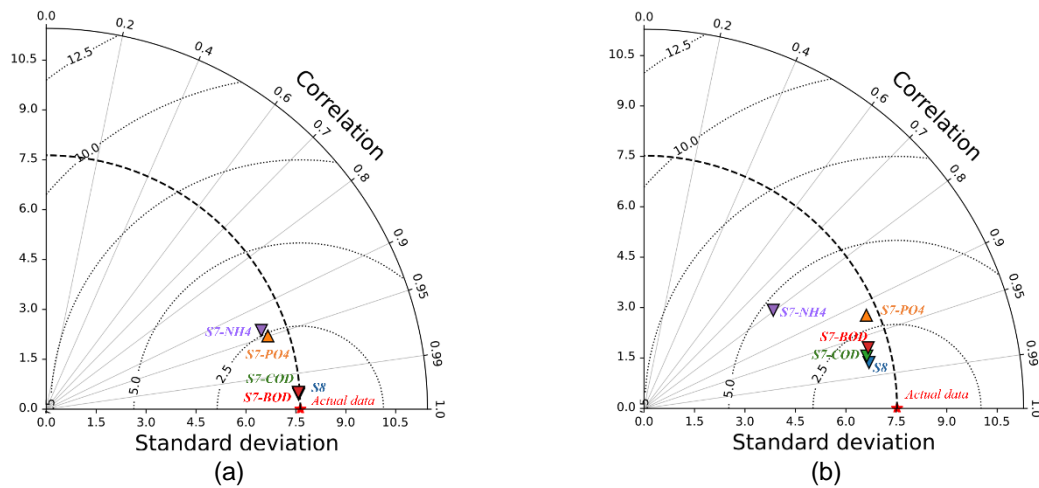 0.0
0.2
0.4
0.6
0.7
0.8
0.9
0.95
0.99
1.0
Correlation
10.5
9.0
7.5
6.0
4.5
3.0
1.5
0.0
12.5
10.0
5.0
2.5
S7-NH4
S7-PO4
S7-COD
S8
S7-BOD
Actual data
0.0 1.5 3.0 4.5 6.0 7.5 9.0 10.5
Standard deviation
(a)
0.0
0.2
0.4
0.6
0.7
0.8
0.9
0.95
0.99
1.0
Correlation
10.5
9.0
7.5
6.0
4.5
3.0
1.5
0.0
12.5
10.0
5.0
2.5
S7-NH4
S7-PO4
S7-BOD
S7-COD
S8
Actual data
0.0 1.5 3.0 4.5 6.0 7.5 9.0 10.5
Standard deviation
(b)